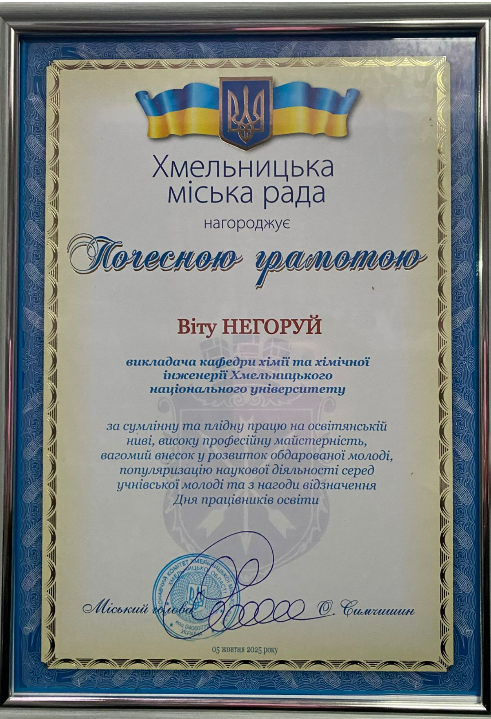 Хмельницька
міська рада
нагороджує
Почесною грамотою
Віту НЕГОРУЙ
викладача кафедри хімії та хімічної
інженерії Хмельницького
національного університету
за сумлінну та плідну працю на освітянській
ниві, високу професійну майстерність,
вагомий внесок у розвиток обдарованої молоді,
популяризацію наукової діяльності серед
учнівської молоді та з нагоди відзначення
Дня працівників освіти
Міський голова О. Симчишин
05 жовтня 2025 року